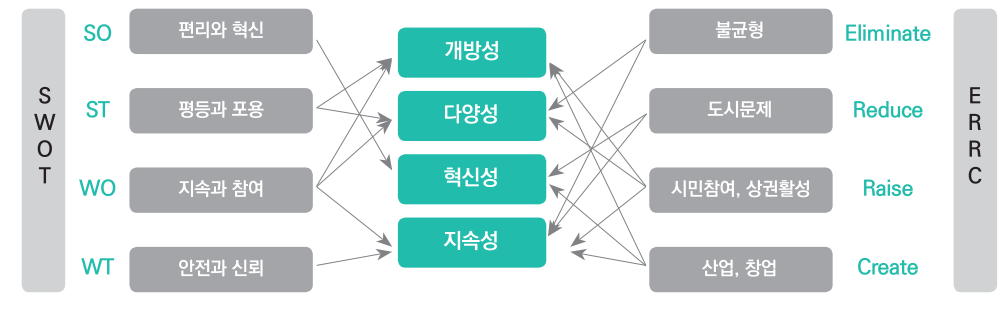 SWOT
SO
편리와 혁신
ST
평등과 포용
WO
지속과 참여
WT
안전과 신뢰
개방성
다양성
혁신성
지속성
불균형
Eliminate
도시문제
Reduce
시민참여, 상권활성
Raise
산업, 창업
Create
ERRC